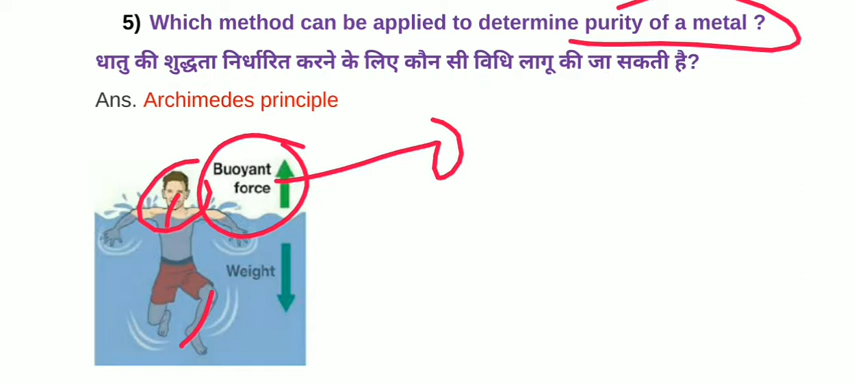 5) Which method can be applied to determine purity of a metal ?
धातु की शुद्धता निर्धारित करने के लिए कौन सी विधि लागू की जा सकती है?
Ans. Archimedes principle
Buoyant
force
Weight